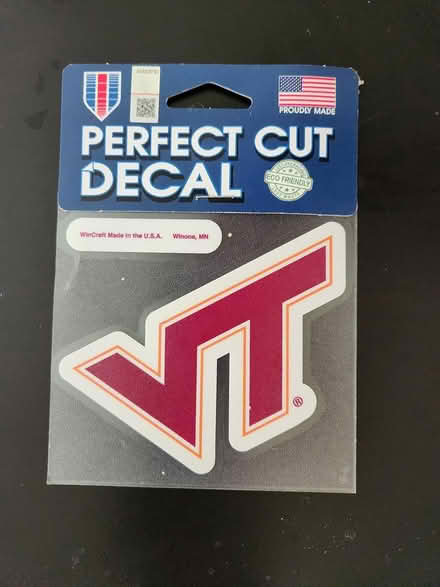 PROUDLY MADE
PERFECT CUT
DECAL
ECO FRIENDLY
WinCraft Made in the U.S.A. Winona, MN
VT
®